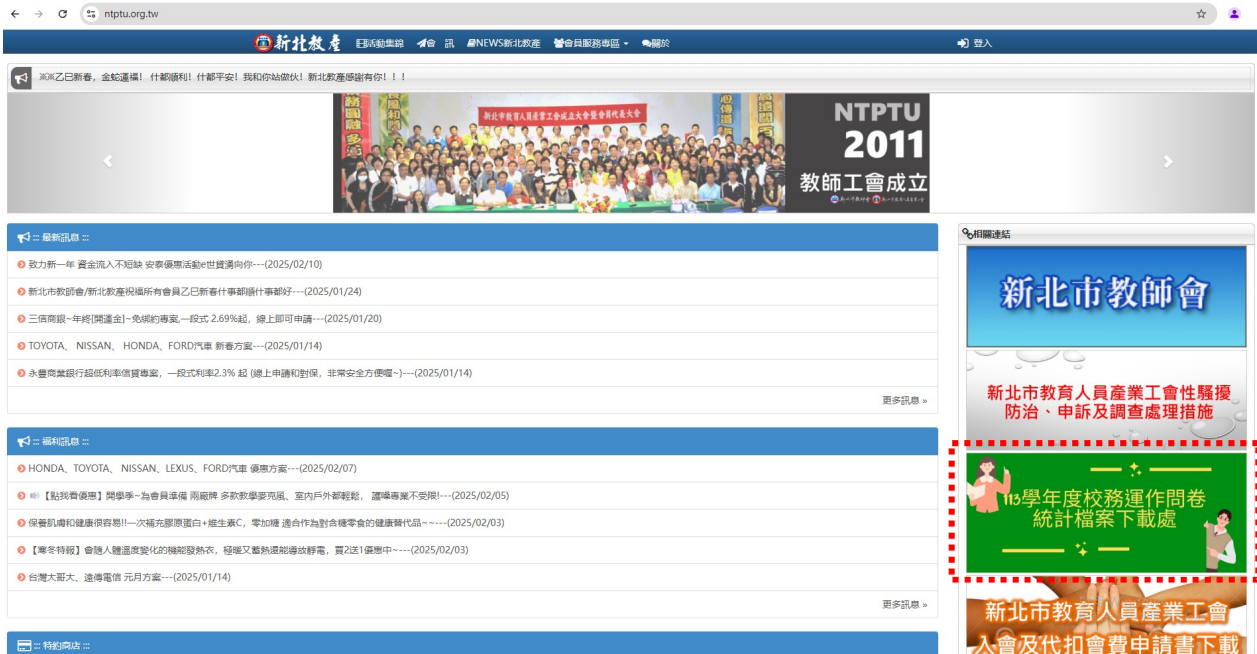 ntptu.org.tw
新北教產 活動集錦 會 訊 NEWS新北教產 會員服務專區 關於 登入
※※乙巳新春，金蛇運福！ 什都順利！什都平安！我和你站做伙！新北教產感謝有你！！！
新北市教育人員產業工會成立大會暨會員代表大會
NTPTU
2011
教師工會成立
::: 最新訊息 :::
致力新一年 資金流入不短缺 安泰優惠活動e世貸湧向你---(2025/02/10)
新北市教師會/新北教產祝福所有會員乙巳新春什事都順什事都好---(2025/01/24)
三信商銀~年終[開運金]~免綁約專案,一段式 2.69%起，線上即可申請---(2025/01/20)
TOYOTA、 NISSAN、 HONDA、FORD汽車 新春方案---(2025/01/14)
永豐商業銀行超低利率信貸專案，一段式利率2.3% 起 (線上申請和對保，非常安全方便喔~)---(2025/01/14)
更多訊息 »
::: 福利訊息 :::
HONDA、TOYOTA、 NISSAN、LEXUS、FORD汽車 優惠方案---(2025/02/07)
【點我看優惠】開學季~為會員準備 兩廠牌 多款教學麥克風、室內戶外都輕鬆， 護嗓專業不受限!---(2025/02/05)
保養肌膚和健康很容易!!一次補充膠原蛋白+維生素C，零加糖 適合作為對含糖零食的健康替代品~~---(2025/02/03)
【寒冬特報】會隨人體溫度變化的機能發熱衣，極暖又蓄熱還能導放靜電，買2送1優惠中~---(2025/02/03)
台灣大哥大、遠傳電信 元月方案---(2025/01/14)
更多訊息 »
::: 特約商店 :::
相關連結
新北市教師會
新北市教育人員產業工會性騷擾
防治、申訴及調查處理措施
113學年度校務運作問卷
統計檔案下載處
新北市教育人員產業工會
入會及代扣會費申請書下載